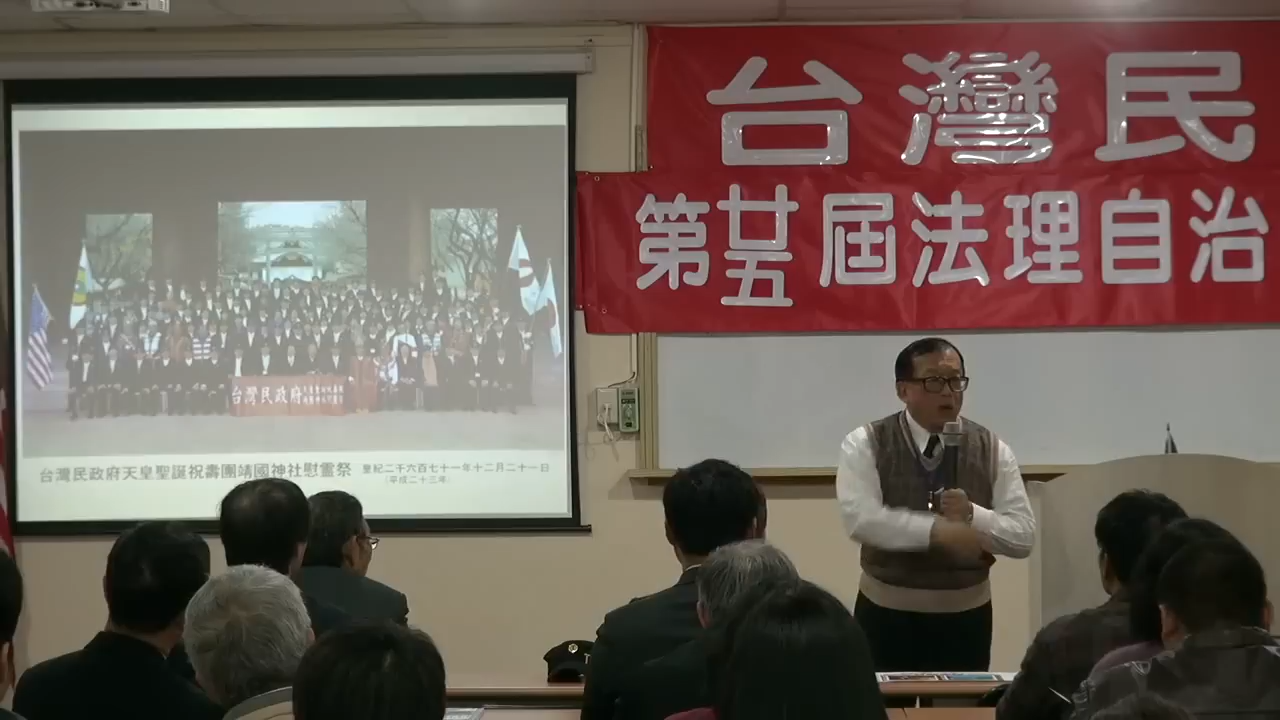 台灣民
第廿五屆法理自治
台灣民政府
台灣民政府天皇聖誕祝壽團靖國神社慰霊祭 皇紀二千六百七十一年十二月二十一日
(平成二十三年)